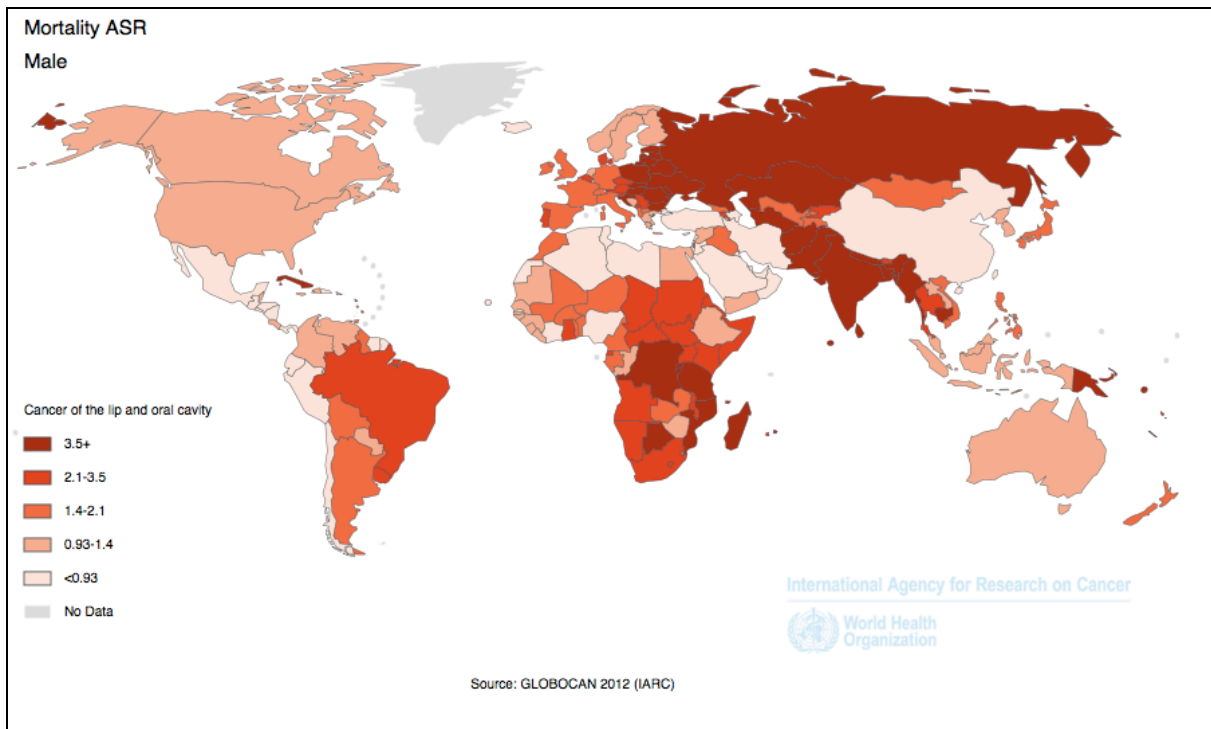 Mortality ASR
Male
Cancer of the lip and oral cavity
3.5+
2.1-3.5
1.4-2.1
0.93-1.4
<0.93
No Data
International Agency for Research on Cancer
World Health
Organization
Source: GLOBOCAN 2012 (IARC)